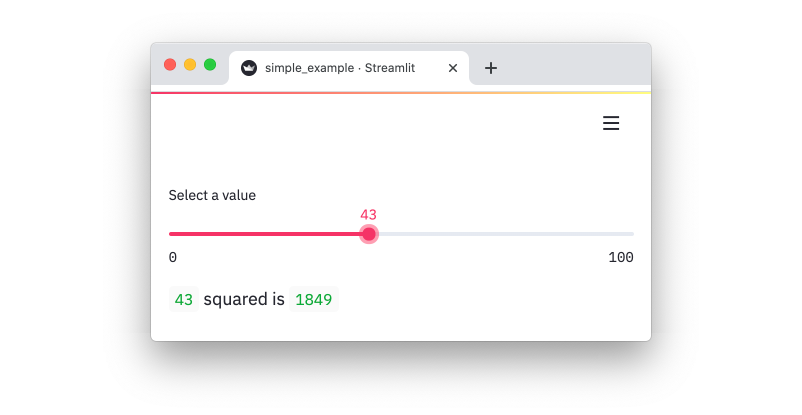 simple_example · Streamlit
Select a value
43
0 100
43 squared is 1849